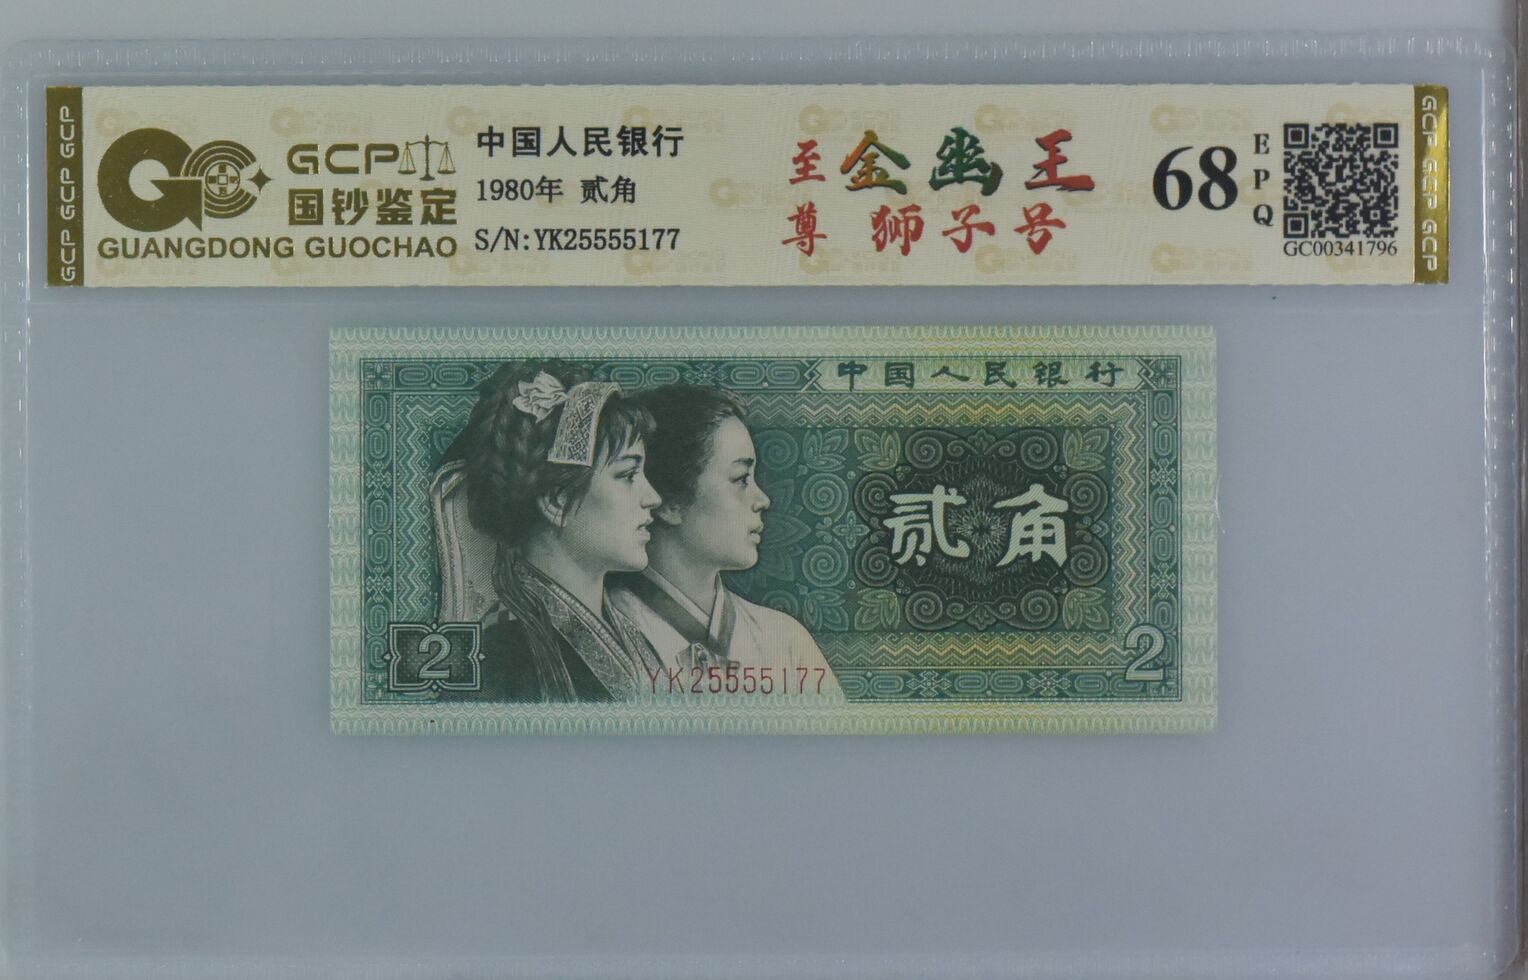 GCP GCP GCP
GCP
国钞鉴定
GUANGDONG GUOCHAO
中国人民银行
1980年 贰角
S/N:YK25555177
至尊
金幽王
狮子号
68
EPQ
GC00341796
GCP GCP GCP
中国人民银行
贰角
2
2
YK25555177